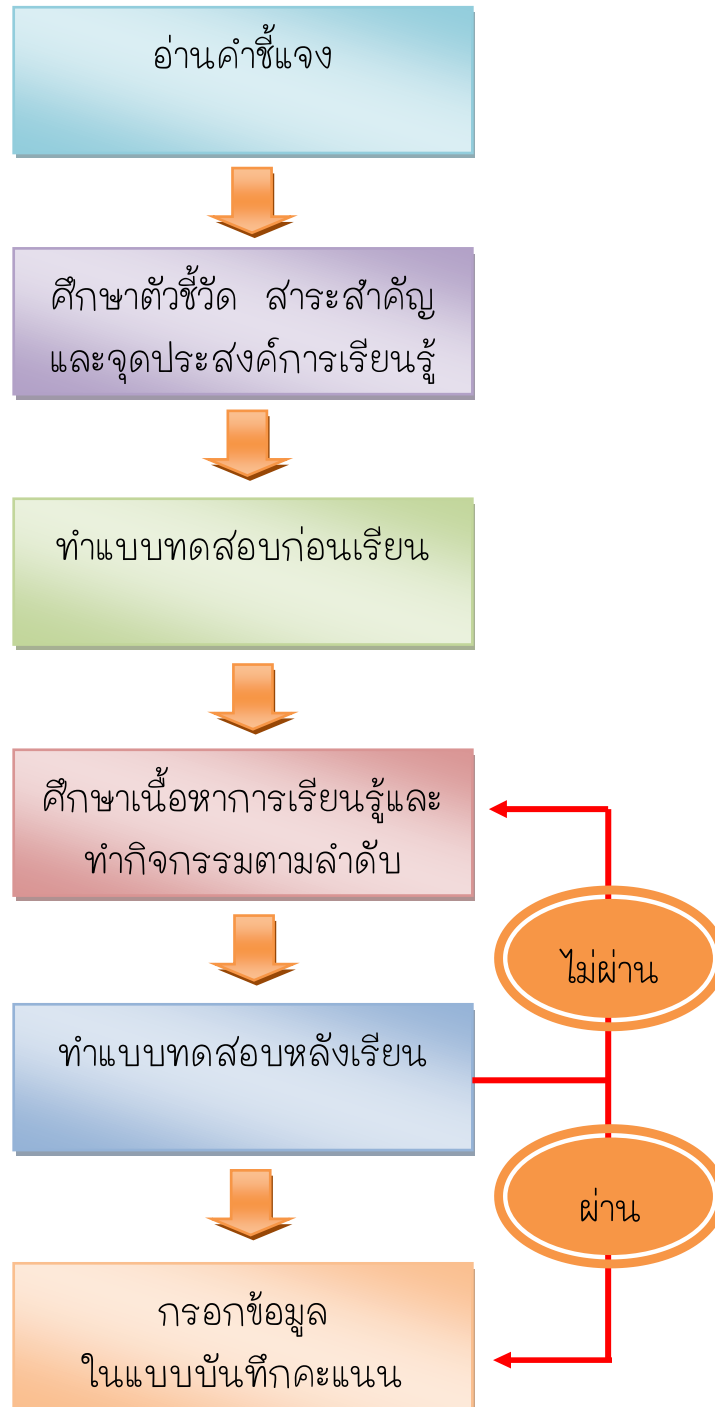 อ่านคำชี้แจง
ศึกษาตัวชี้วัด สาระสำคัญ
และจุดประสงค์การเรียนรู้
ทำแบบทดสอบก่อนเรียน
ศึกษาเนื้อหาการเรียนรู้และ
ทำกิจกรรมตามลำดับ
ไม่ผ่าน
ทำแบบทดสอบหลังเรียน
ผ่าน
กรอกข้อมูล
ในแบบบันทึกคะแนน